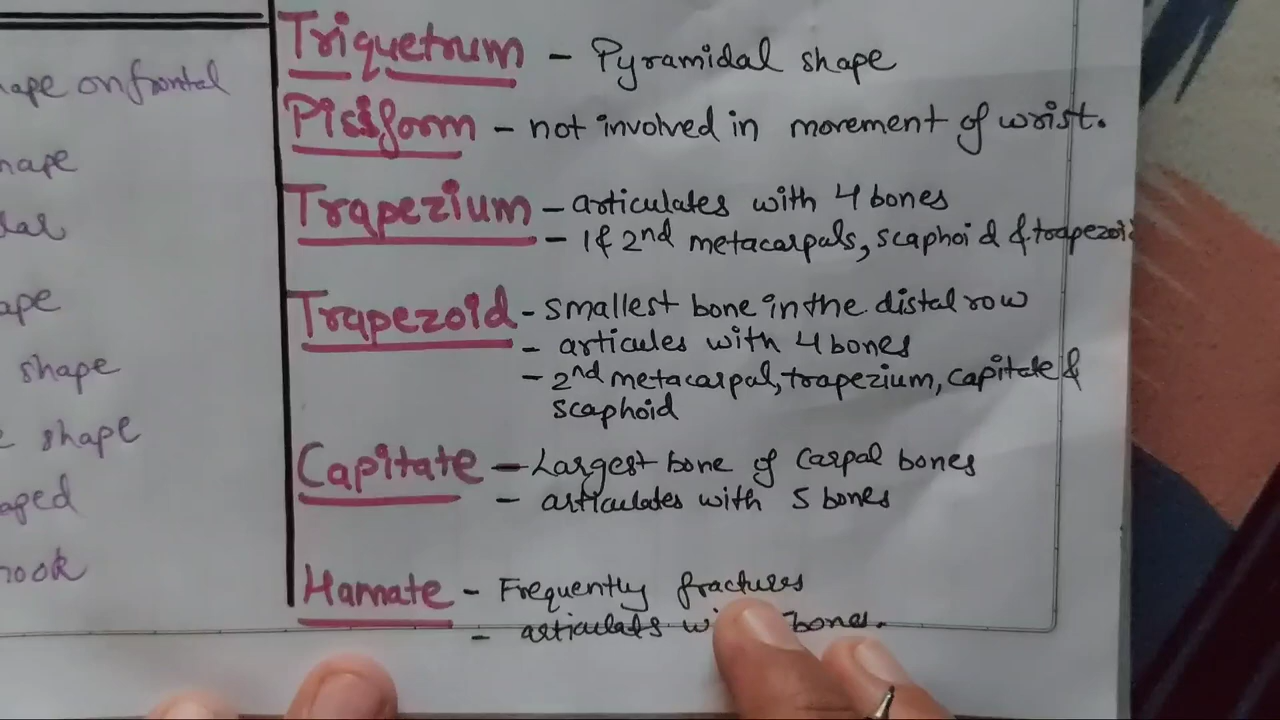 hape on frontal
hape
dal
ape
shape
shape
aped
hook
Triquetrum - Pyramidal shape
Pisiform - not involved in movement of wrist.
Trapezium - articulates with 4 bones
- 1 & 2nd metacarpals, scaphoid & trapezoid
Trapezoid - smallest bone in the distal row
- articules with 4 bones
- 2nd metacarpal, trapezium, capitate &
scaphoid
Capitate - Largest bone of carpal bones
- articulates with 5 bones
Hamate - Frequently fractures
- articulats bones.